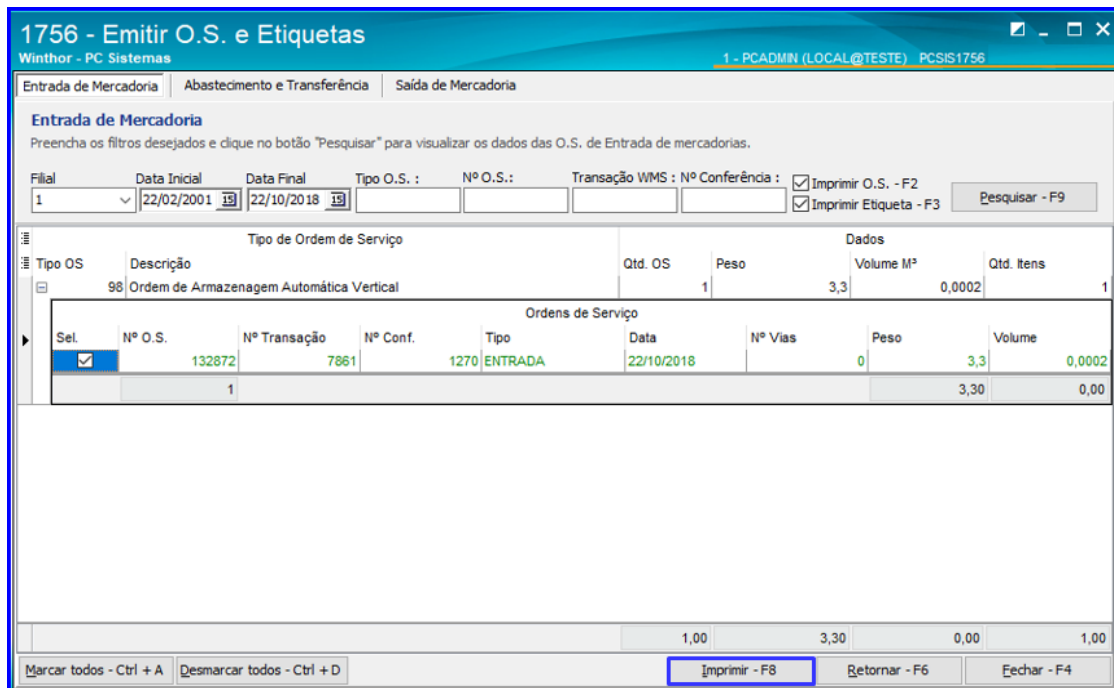 1756 - Emitir O.S. e Etiquetas
Winthor - PC Sistemas 1 - PCADMIN (LOCAL@TESTE) PCSIS1756
Entrada de Mercadoria Abastecimento e Transferência Saída de Mercadoria
Entrada de Mercadoria
Preencha os filtros desejados e clique no botão "Pesquisar" para visualizar os dados das O.S. de Entrada de mercadorias.
Filial Data Inicial Data Final Tipo O.S. : Nº O.S.: Transação WMS : Nº Conferência : Imprimir O.S. - F2
1 22/02/2001 15 22/10/2018 15 Imprimir Etiqueta - F3 Pesquisar - F9
Tipo de Ordem de Serviço Dados
Tipo OS Descrição Qtd. OS Peso Volume M³ Qtd. Itens
98 Ordem de Armazenagem Automática Vertical 1 3,3 0,0002 1
Ordens de Serviço
Sel. Nº O.S. Nº Transação Nº Conf. Tipo Data Nº Vias Peso Volume
132872 7861 1270 ENTRADA 22/10/2018 0 3,3 0,0002
1 3,30 0,00
1,00 3,30 0,00 1,00
Marcar todos - Ctrl + A Desmarcar todos - Ctrl + D Imprimir - F8 Retornar - F6 Fechar - F4